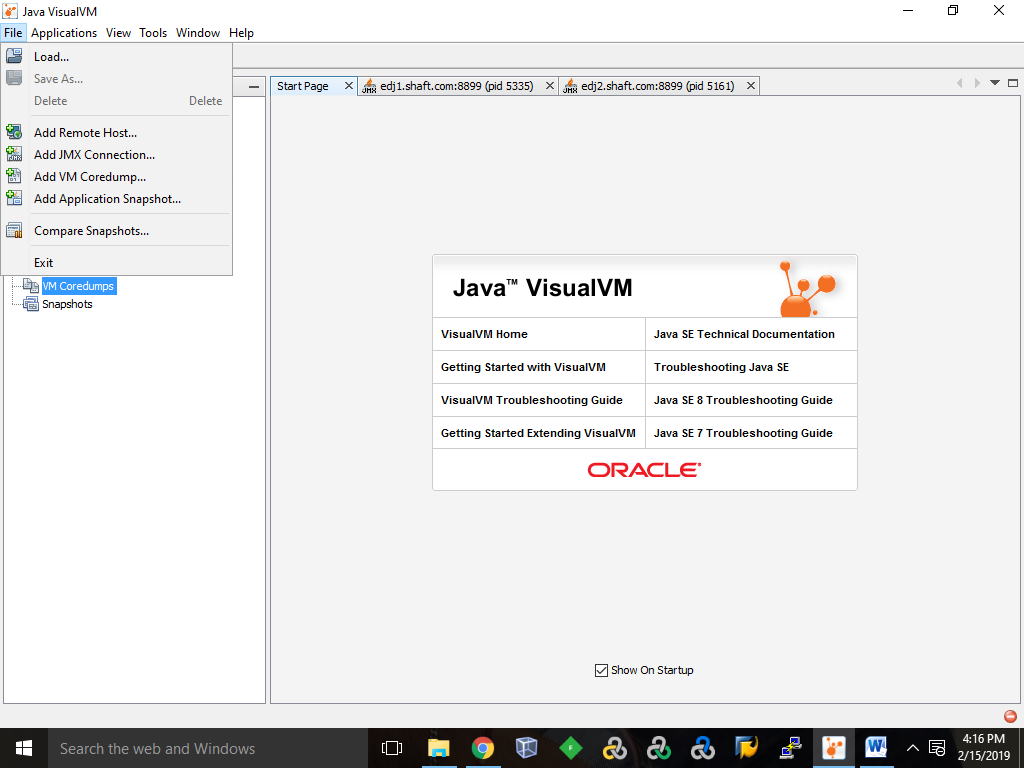 Java VisualVM
File Applications View Tools Window Help
Load...
Save As...
Delete Delete
Add Remote Host...
Add JMX Connection...
Add VM Coredump...
Add Application Snapshot...
Compare Snapshots...
Exit
VM Coredumps
Snapshots
Start Page
JMX edj1.shaft.com:8899 (pid 5335)
JMX edj2.shaft.com:8899 (pid 5161)
Java™ VisualVM
VisualVM Home Java SE Technical Documentation
Getting Started with VisualVM Troubleshooting Java SE
VisualVM Troubleshooting Guide Java SE 8 Troubleshooting Guide
Getting Started Extending VisualVM Java SE 7 Troubleshooting Guide
ORACLE®
Show On Startup
Search the web and Windows
F
W
4:16 PM
2/15/2019